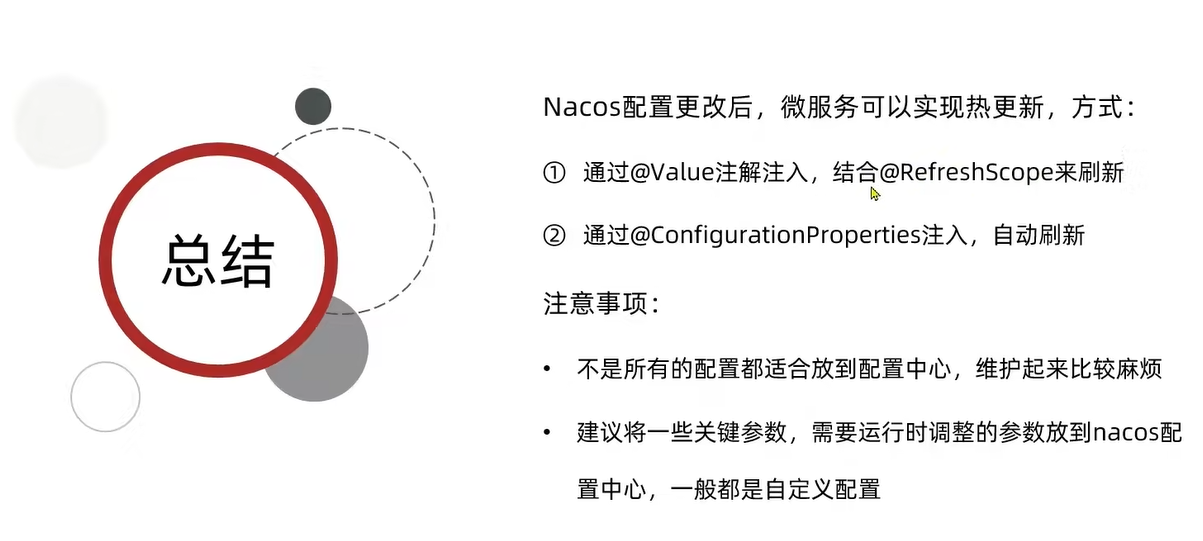 总结
Nacos配置更改后，微服务可以实现热更新，方式：
① 通过@Value注解注入，结合@RefreshScope来刷新
② 通过@ConfigurationProperties注入，自动刷新
注意事项：
• 不是所有的配置都适合放到配置中心，维护起来比较麻烦
• 建议将一些关键参数，需要运行时调整的参数放到nacos配
置中心，一般都是自定义配置